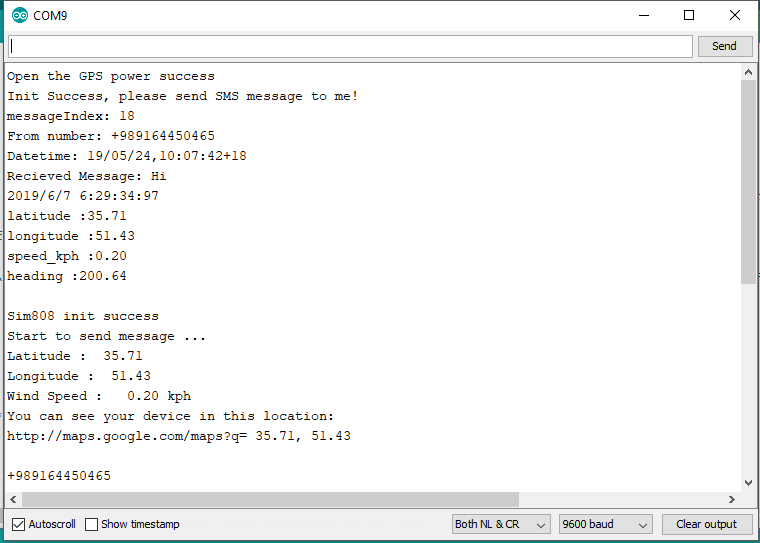 COM9
Send
Open the GPS power success
Init Success, please send SMS message to me!
messageIndex: 18
From number: +989164450465
Datetime: 19/05/24,10:07:42+18
Recieved Message: Hi
2019/6/7 6:29:34:97
latitude :35.71
longitude :51.43
speed_kph :0.20
heading :200.64
Sim808 init success
Start to send message ...
Latitude :  35.71
Longitude :  51.43
Wind Speed :   0.20 kph
You can see your device in this location:
http://maps.google.com/maps?q= 35.71, 51.43
+989164450465
Autoscroll Show timestamp Both NL & CR 9600 baud Clear output